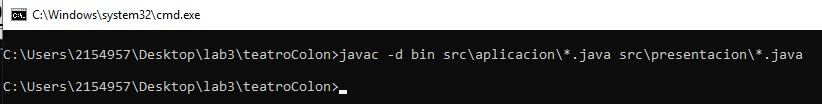 C:\Windows\system32\cmd.exe
C:\Users\2154957\Desktop\lab3\teatroColon>javac -d bin src\aplicacion\*.java src\presentacion\*.java
C:\Users\2154957\Desktop\lab3\teatroColon>